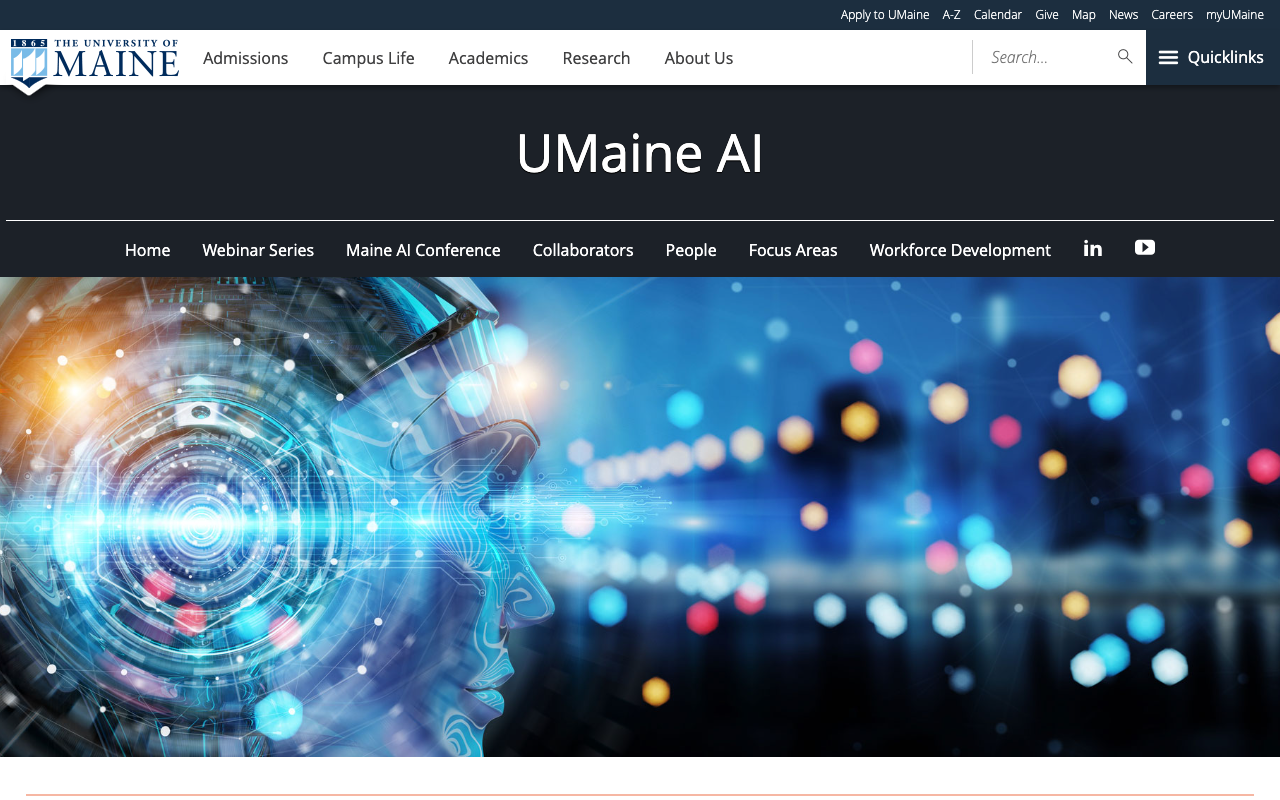 Apply to UMaine A-Z Calendar Give Map News Careers myUMaine
1865 THE UNIVERSITY OF
MAINE
Admissions Campus Life Academics Research About Us Search... Quicklinks
UMaine AI
Home Webinar Series Maine AI Conference Collaborators People Focus Areas Workforce Development in